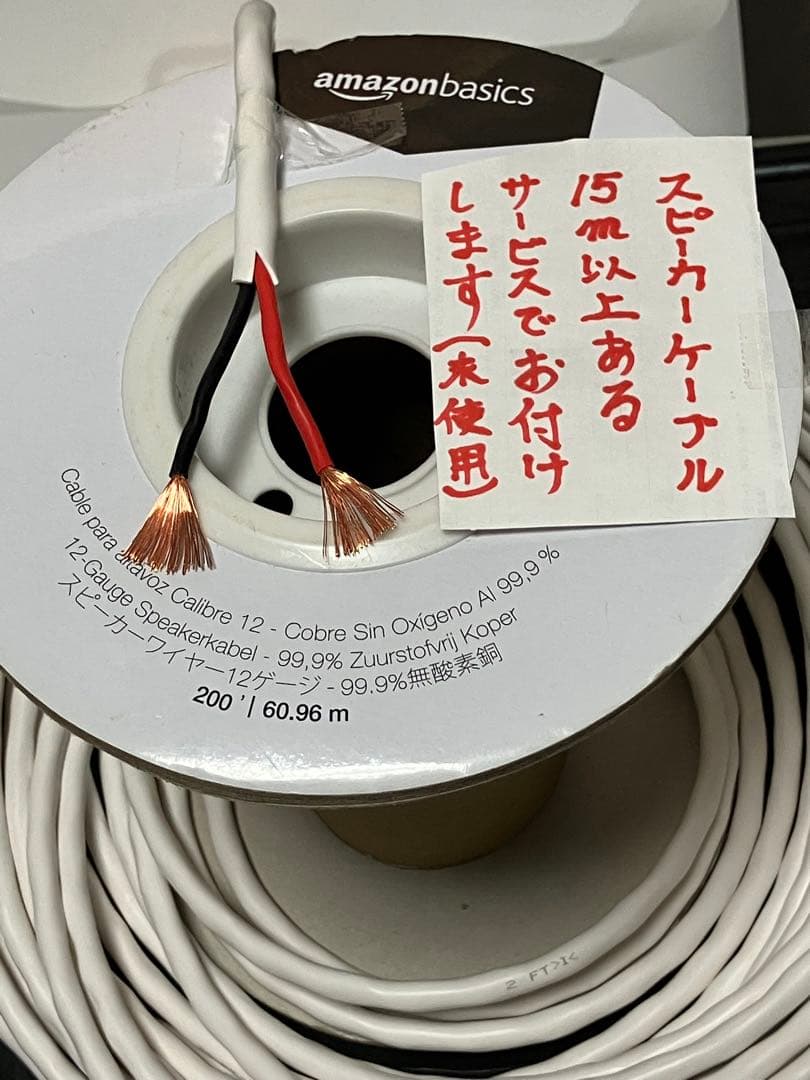 amazonbasics
スピーカーケーブル
15m以上ある
サービスでお付け
します(未使用)
Cable para altavoz Calibre 12 - Cobre Sin Oxígeno Al 99,9 %
12-Gauge Speakerkabel - 99,9% Zuurstofvrij Koper
スピーカーワイヤー12ゲージ - 99.9%無酸素銅
200 ' | 60.96 m
2 FT>I<